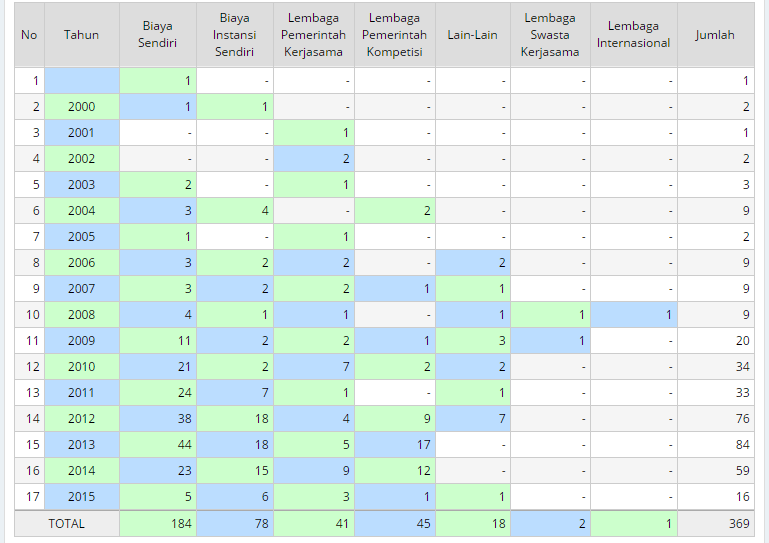 No Tahun Biaya Sendiri Biaya Instansi Sendiri Lembaga Pemerintah Kerjasama Lembaga Pemerintah Kompetisi Lain-Lain Lembaga Swasta Kerjasama Lembaga Internasional Jumlah
1 1 - - - - - - 1
2 2000 1 1 - - - - - 2
3 2001 - - 1 - - - - 1
4 2002 - - 2 - - - - 2
5 2003 2 - 1 - - - - 3
6 2004 3 4 - 2 - - - 9
7 2005 1 - 1 - - - - 2
8 2006 3 2 2 - 2 - - 9
9 2007 3 2 2 1 1 - - 9
10 2008 4 1 1 - 1 1 1 9
11 2009 11 2 2 1 3 1 - 20
12 2010 21 2 7 2 2 - - 34
13 2011 24 7 1 - 1 - - 33
14 2012 38 18 4 9 7 - - 76
15 2013 44 18 5 17 - - - 84
16 2014 23 15 9 12 - - - 59
17 2015 5 6 3 1 1 - - 16
TOTAL 184 78 41 45 18 2 1 369